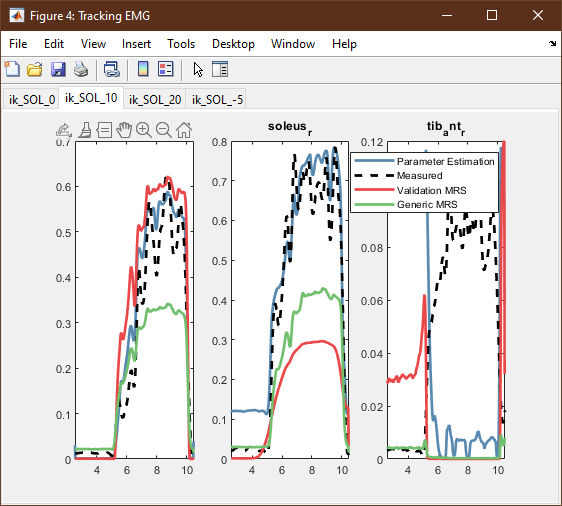 Figure 4: Tracking EMG
File Edit View Insert Tools Desktop Window Help
ik_SOL_0 ik_SOL_10 ik_SOL_20 ik_SOL_-5
soleus_r tib_ant_r
0.7
0.6
0.5
0.4
0.3
0.2
0.1
0
4 6 8 10
0.8
0.7
0.6
0.5
0.4
0.3
0.2
0.1
0
4 6 8 10
0.12
0.08
0.06
0.04
0.02
0
4 6 8 10
Parameter Estimation
Measured
Validation MRS
Generic MRS